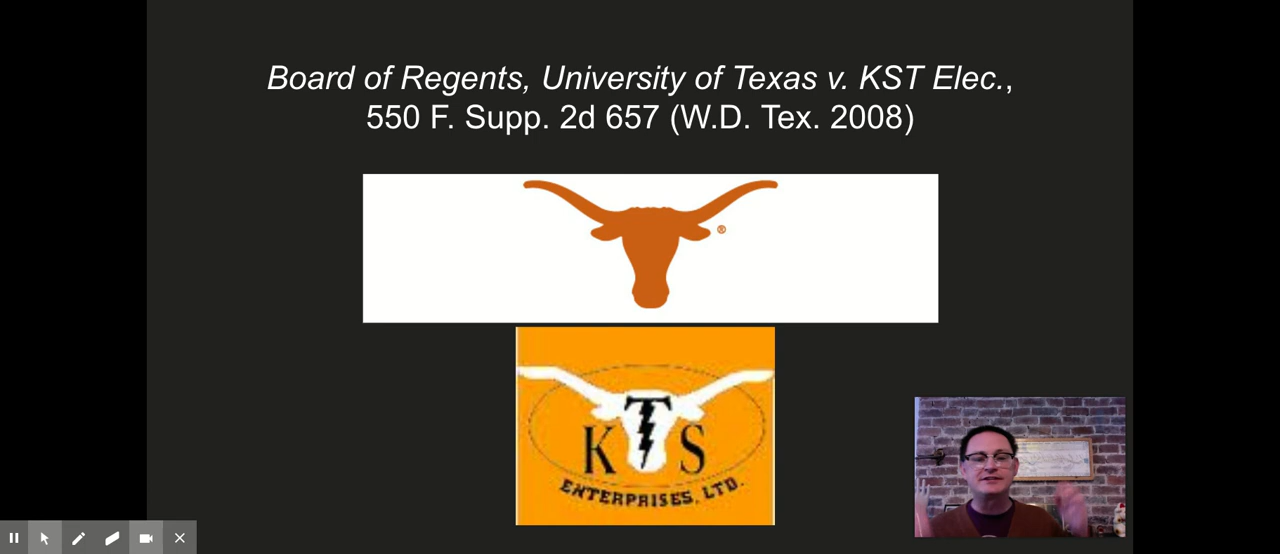 Board of Regents, University of Texas v. KST Elec.,
550 F. Supp. 2d 657 (W.D. Tex. 2008)
®
K T S
ENTERPRISES, LTD.